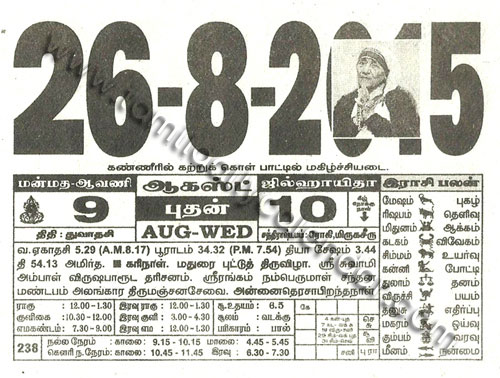 26-8-2015
www.tamildailycalendar.com
கண்ணீரில் கற்றுக் கொள் பாட்டில் மகிழ்ச்சியடை.
மன்மத-ஆவணி ஆகஸ்ட் ஜில்ஹாயிதா இராசி பலன்
9 புதன் 10
திதி : துவாதசி AUG-WED சந்திராஷ்டமம் : ரோகி, மிருகசீருஷ
மேஷம் புகழ்
ரிஷபம் தெளிவு
மிதுனம் ஆக்கம்
கடகம் விவேகம்
சிம்மம் உயர்வு
கன்னி போட்டி
துலாம் தனம்
விருச் பயம்
தனுசு எதிர்ப்பு
மகரம் ஓய்வு
கும்பம் வரவு
மீனம் நட்பு
வ. ஏகாதசி 5.29 (A.M.8.17) பூராடம் 34.32 (P.M. 7.54) தியா சேஷம் 3.44
தி 54.13 அமிர்த. ■ கரிநாள். மதுரை புட்டுத் திருவிழா. ஸ்ரீ சுவாமி
அம்பாள் விருஷபாரூட தரிசனம். ஸ்ரீரங்கம் நம்பெருமாள் சந்தன
மண்டபம் அலங்கார திருமஞ்சனசேவை. அன்னைதெரசாபிறந்தநாள்
ராகு : 12.00 -1.30 இரவு ராகு : 12.00 -1.30 சூ.உதயம் : 6.5
குளிகை : 10.30 -12.00 இரவு குளி : 3.00 -4.30 சூலம் : வடக்கு
எமகண்டம் : 7.30 -9.00 இரவு எம : 12.00 -1.30 பரிகாரம் : பால்
238 நல்ல நேரம் : காலை: 9.15 - 10.15 மாலை: 4.45 - 5.45
கௌரி ந.நேரம் : காலை: 10.45 - 11.45 இரவு : 6.30 - 7.30